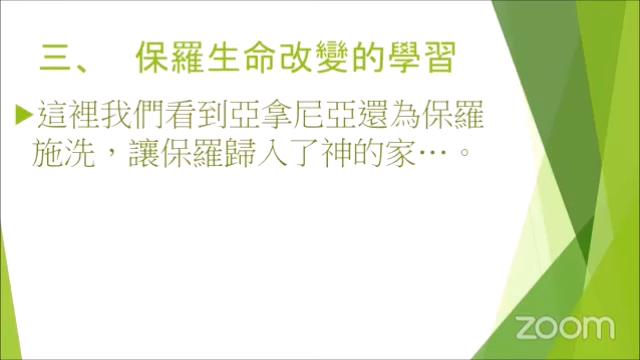 三、 保羅生命改變的學習
這裡我們看到亞拿尼亞還為保羅
施洗，讓保羅歸入了神的家…。
zoom